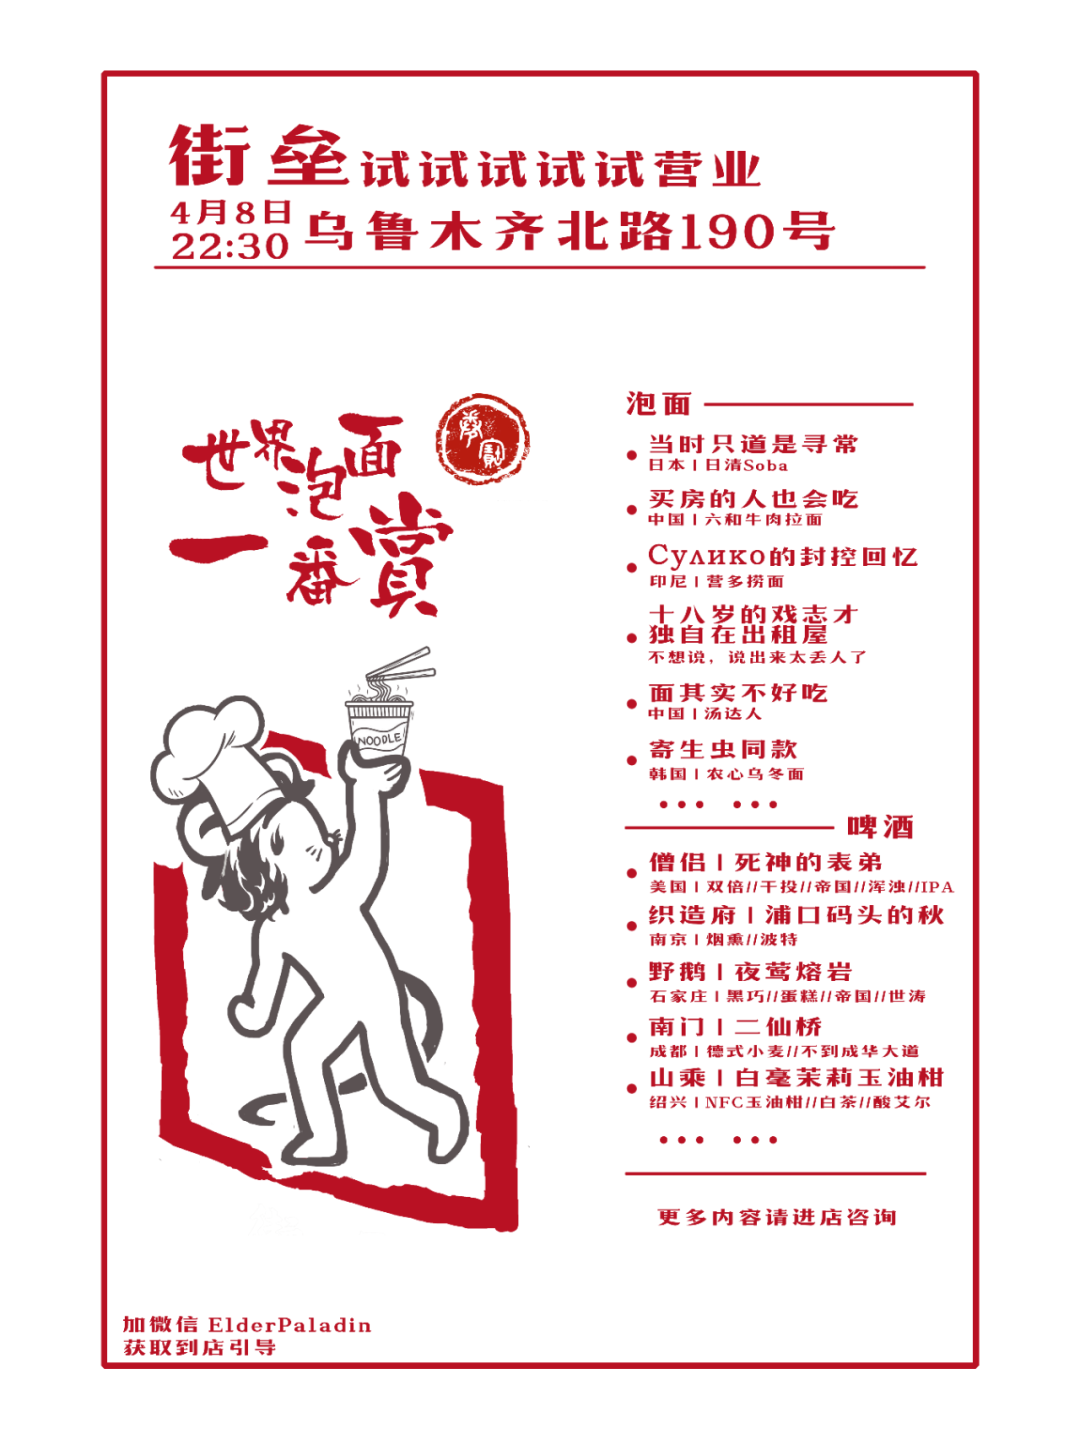 街垒试试试试试营业
4月8日
22:30
乌鲁木齐北路190号
世界泡面
一番赏
NOODLE
泡面
当时只道是寻常
日本 | 日清Soba
买房的人也会吃
中国 | 六和牛肉拉面
Сулико的封控回忆
印尼 | 营多捞面
十八岁的戏志才
独自在出租屋
不想说，说出来太丢人了
面其实不好吃
中国 | 汤达人
寄生虫同款
韩国 | 农心乌冬面
••• •••
啤酒
僧侣 | 死神的表弟
美国 | 双倍//干投//帝国//浑浊//IPA
织造府 | 浦口码头的秋
南京 | 烟熏//波特
野鹅 | 夜莺熔岩
石家庄 | 黑巧//蛋糕//帝国//世涛
南门 | 二仙桥
成都 | 德式小麦//不到成华大道
山乘 | 白毫茉莉玉油柑
绍兴 | NFC玉油柑//白茶//酸艾尔
••• •••
更多内容请进店咨询
加微信 ElderPaladin
获取到店引导